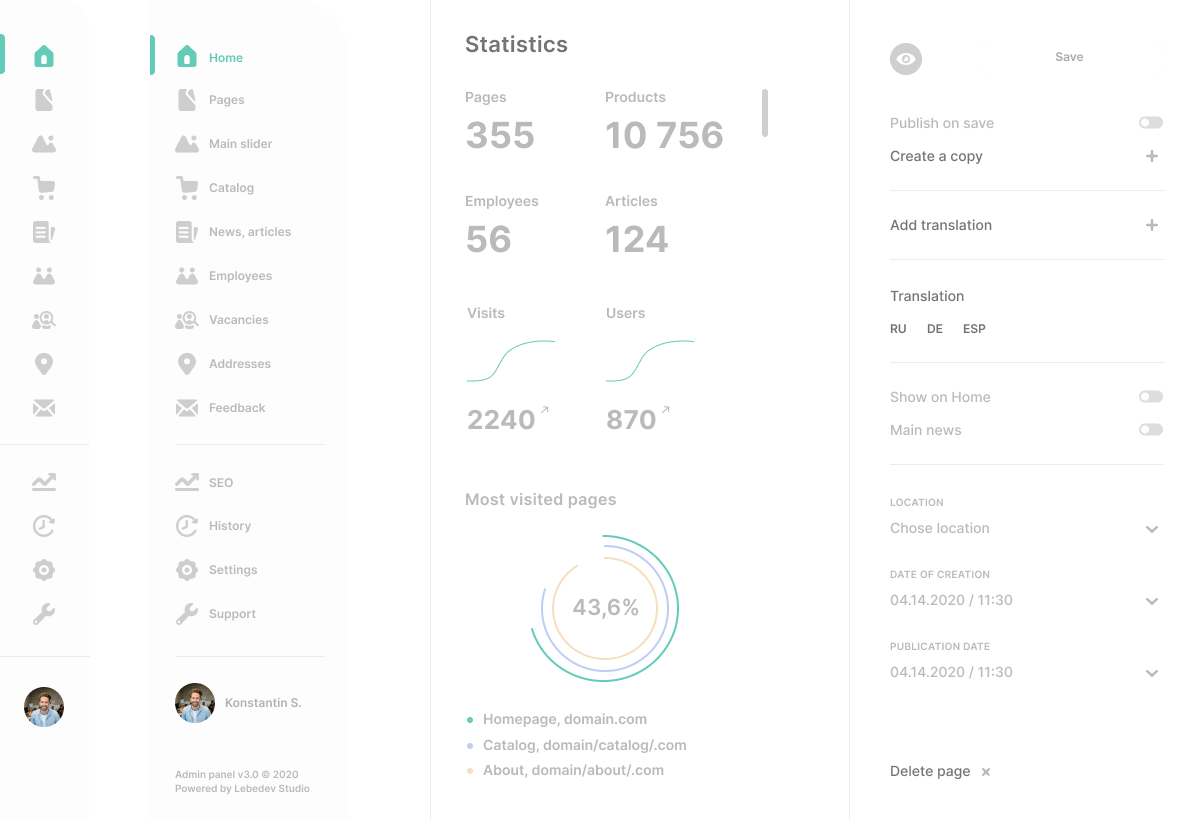 Home
Pages
Main slider
Catalog
News, articles
Employees
Vacancies
Addresses
Feedback
SEO
History
Settings
Support
Konstantin S.
Admin panel v3.0 © 2020
Powered by Lebedev Studio
Statistics
Pages
Products
355
10 756
Employees
Articles
56
124
Visits
Users
2240
870
Most visited pages
43,6%
Homepage, domain.com
Catalog, domain/catalog/.com
About, domain/about/.com
Save
Publish on save
Create a copy
Add translation
Translation
RU DE ESP
Show on Home
Main news
LOCATION
Chose location
DATE OF CREATION
04.14.2020 / 11:30
PUBLICATION DATE
04.14.2020 / 11:30
Delete page